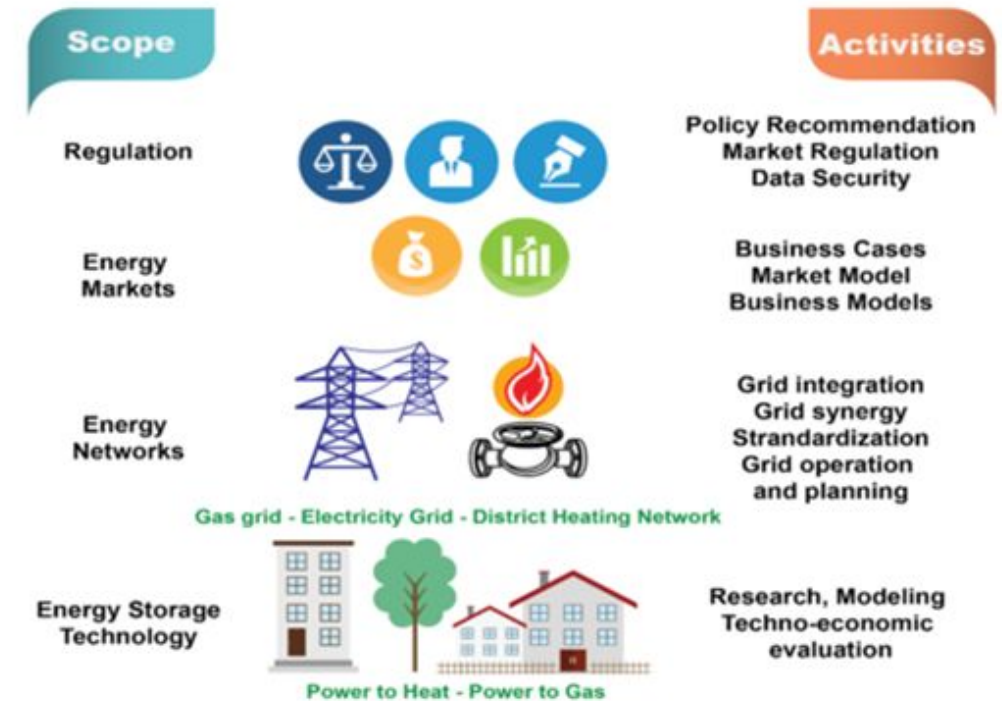 Scope
Activities
Regulation
Policy Recommendation
Market Regulation
Data Security
Energy
Markets
$
Business Cases
Market Model
Business Models
Energy
Networks
Grid integration
Grid synergy
Strandardization
Grid operation
and planning
Gas grid - Electricity Grid - District Heating Network
Energy Storage
Technology
Research, Modeling
Techno-economic
evaluation
Power to Heat - Power to Gas